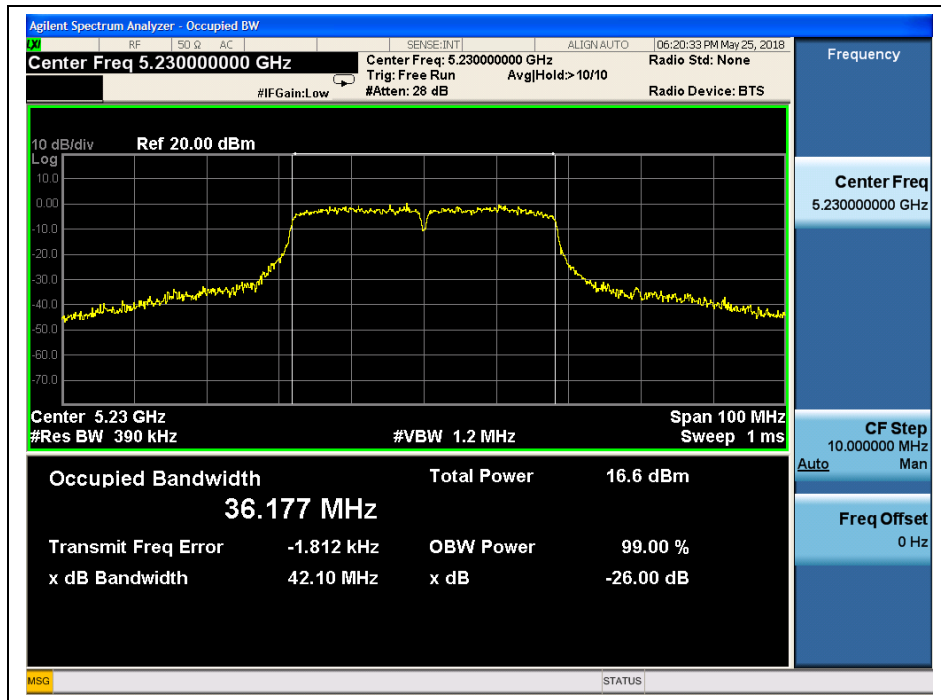 Agilent Spectrum Analyzer - Occupied BW
LXI RF 50 Ω AC SENSE:INT ALIGN AUTO 06:20:33 PM May 25, 2018
Center Freq 5.230000000 GHz
Center Freq: 5.230000000 GHz
Radio Std: None
Trig: Free Run Avg|Hold:>10/10
#IFGain:Low #Atten: 28 dB Radio Device: BTS
10 dB/div Ref 20.00 dBm
Log
10.0
0.00
-10.0
-20.0
-30.0
-40.0
-50.0
-60.0
-70.0
Center 5.23 GHz Span 100 MHz
#Res BW 390 kHz #VBW 1.2 MHz Sweep 1 ms
Occupied Bandwidth Total Power 16.6 dBm
36.177 MHz
Transmit Freq Error -1.812 kHz OBW Power 99.00 %
x dB Bandwidth 42.10 MHz x dB -26.00 dB
Frequency
Center Freq
5.230000000 GHz
CF Step
10.000000 MHz
Auto Man
Freq Offset
0 Hz
MSG STATUS